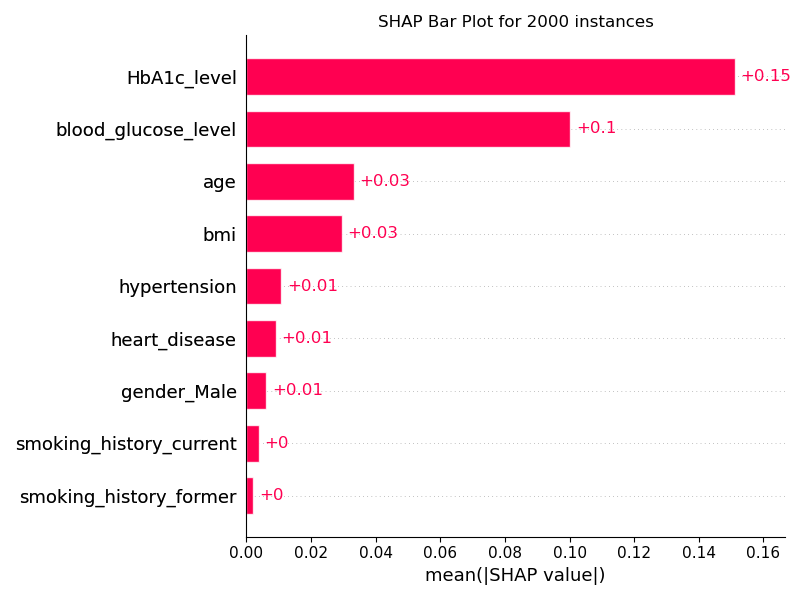 SHAP Bar Plot for 2000 instances
HbA1c_level +0.15
blood_glucose_level +0.1
age +0.03
bmi +0.03
hypertension +0.01
heart_disease +0.01
gender_Male +0.01
smoking_history_current +0
smoking_history_former +0
0.00 0.02 0.04 0.06 0.08 0.10 0.12 0.14 0.16
mean(|SHAP value|)